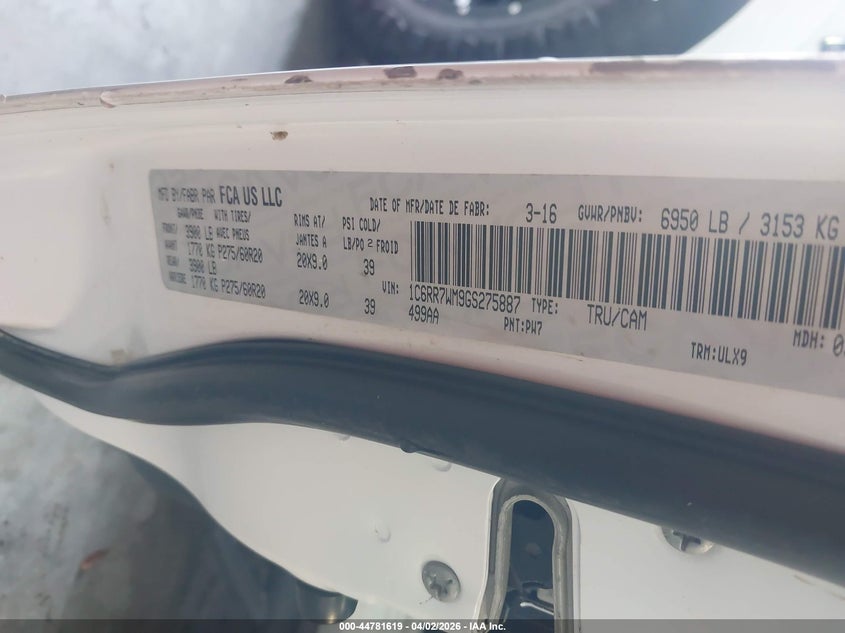 MFD BY/FABR PAR FCA US LLC
DATE OF MFR/DATE DE FABR: 3-16 GVWR/PNBV: 6950 LB / 3153 KG
GAWR/PNBE WITH TIRES/ RIMS AT/ PSI COLD/
FRONT/ 3900 LB AVEC PNEUS JANTES A LB/PO 2 FROID
AVANT: 1770 KG P275/60R20 20X9.0 39
REAR/ 3900 LB
ARRIERE: 1770 KG P275/60R20 20X9.0 39
VIN: 1C6RR7WM9GS275887 TYPE: TRU/CAM
499AA PNT:PW7 TRM:ULX9 MDH:
000-44781619 | 04/02/2026 | IAA Inc.